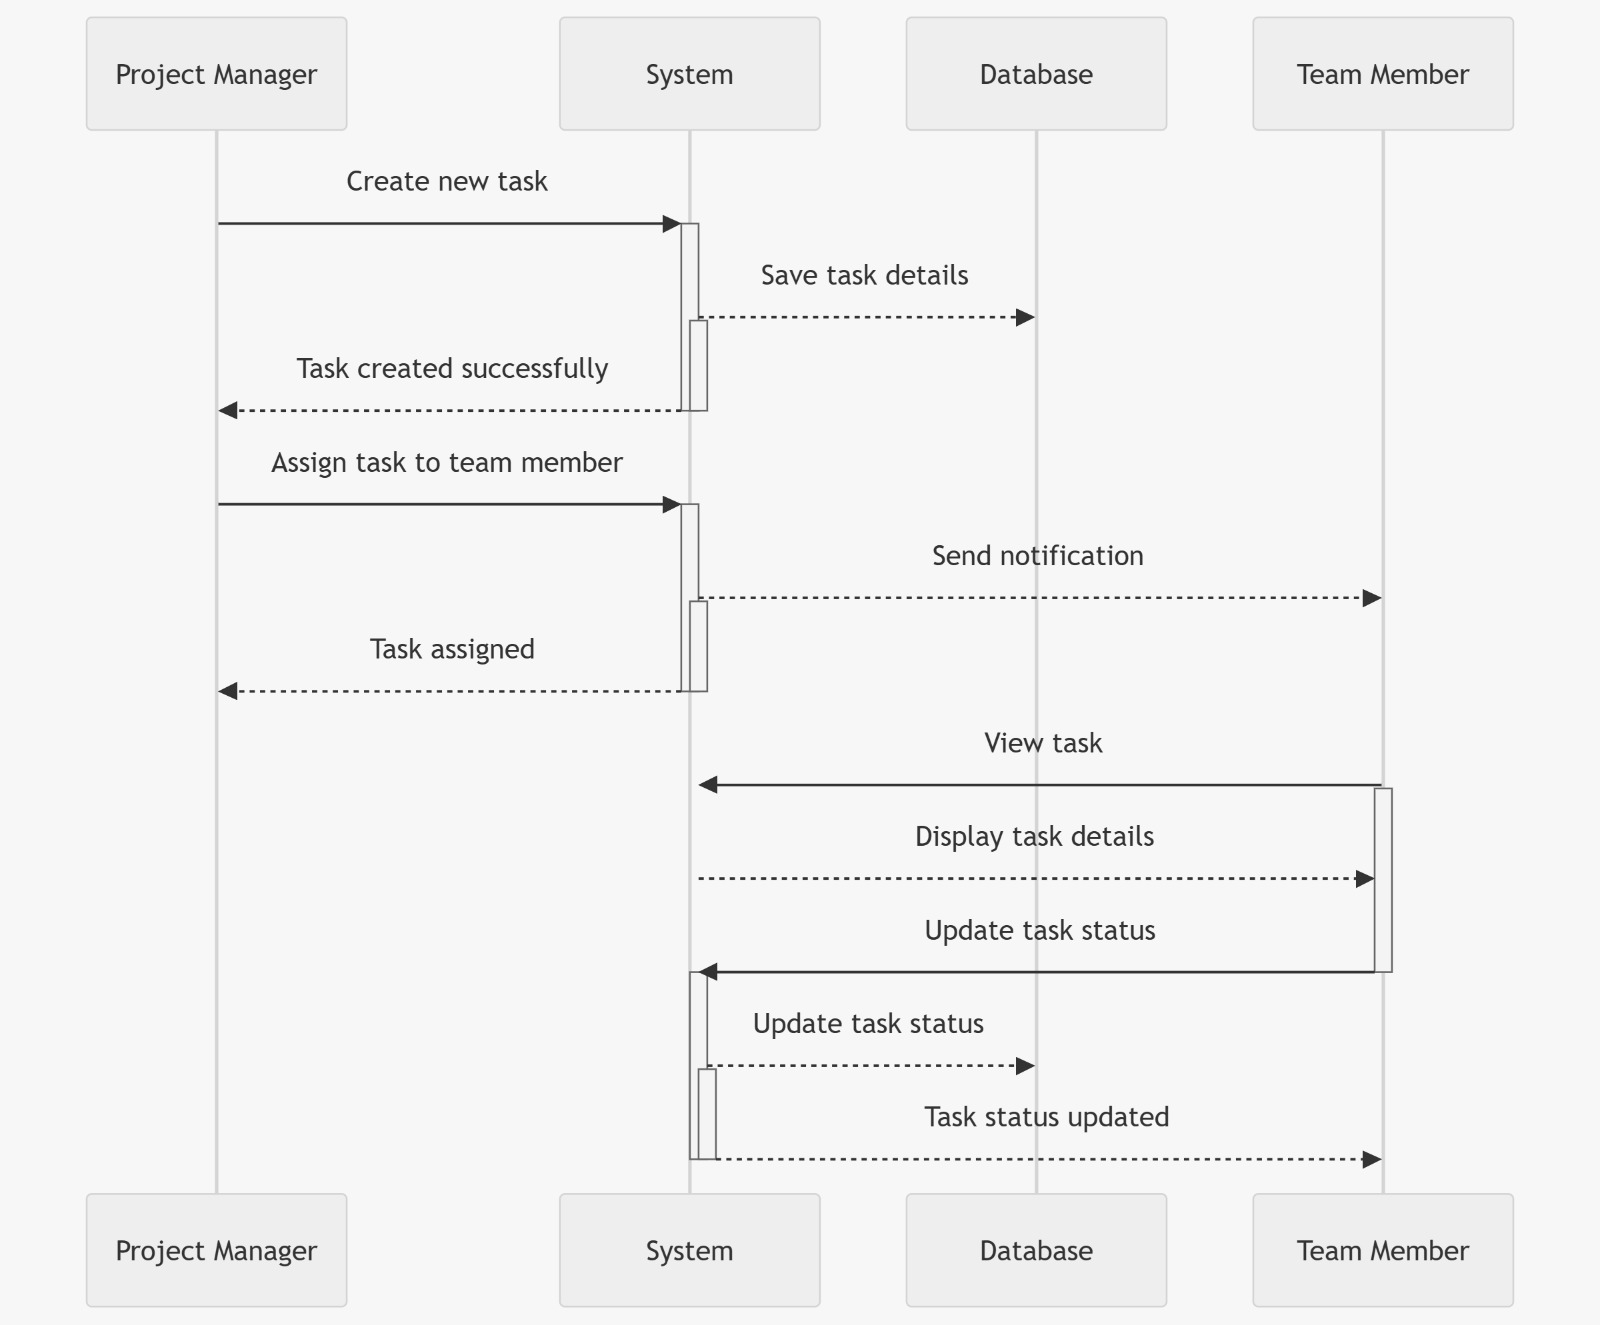 Project Manager
System
Database
Team Member
Create new task
Save task details
Task created successfully
Assign task to team member
Send notification
Task assigned
View task
Display task details
Update task status
Update task status
Task status updated
Project Manager
System
Database
Team Member